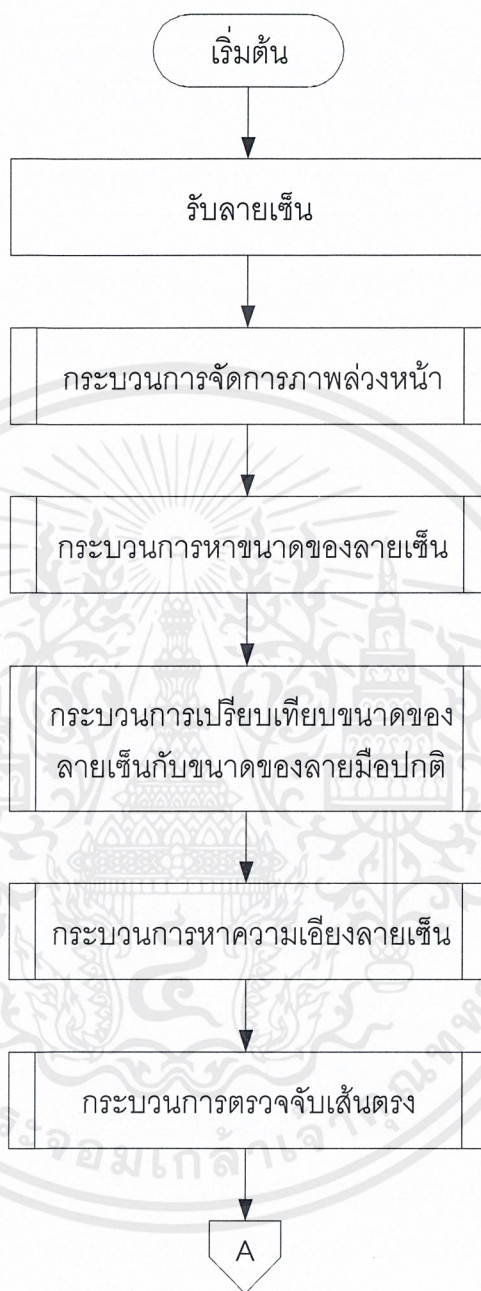 เริ่มต้น
รับลายเซ็น
กระบวนการจัดการภาพล่วงหน้า
กระบวนการหาขนาดของลายเซ็น
กระบวนการเปรียบเทียบขนาดของ
ลายเซ็นกับขนาดของลายมือปกติ
กระบวนการหาความเอียงลายเซ็น
กระบวนการตรวจจับเส้นตรง
A